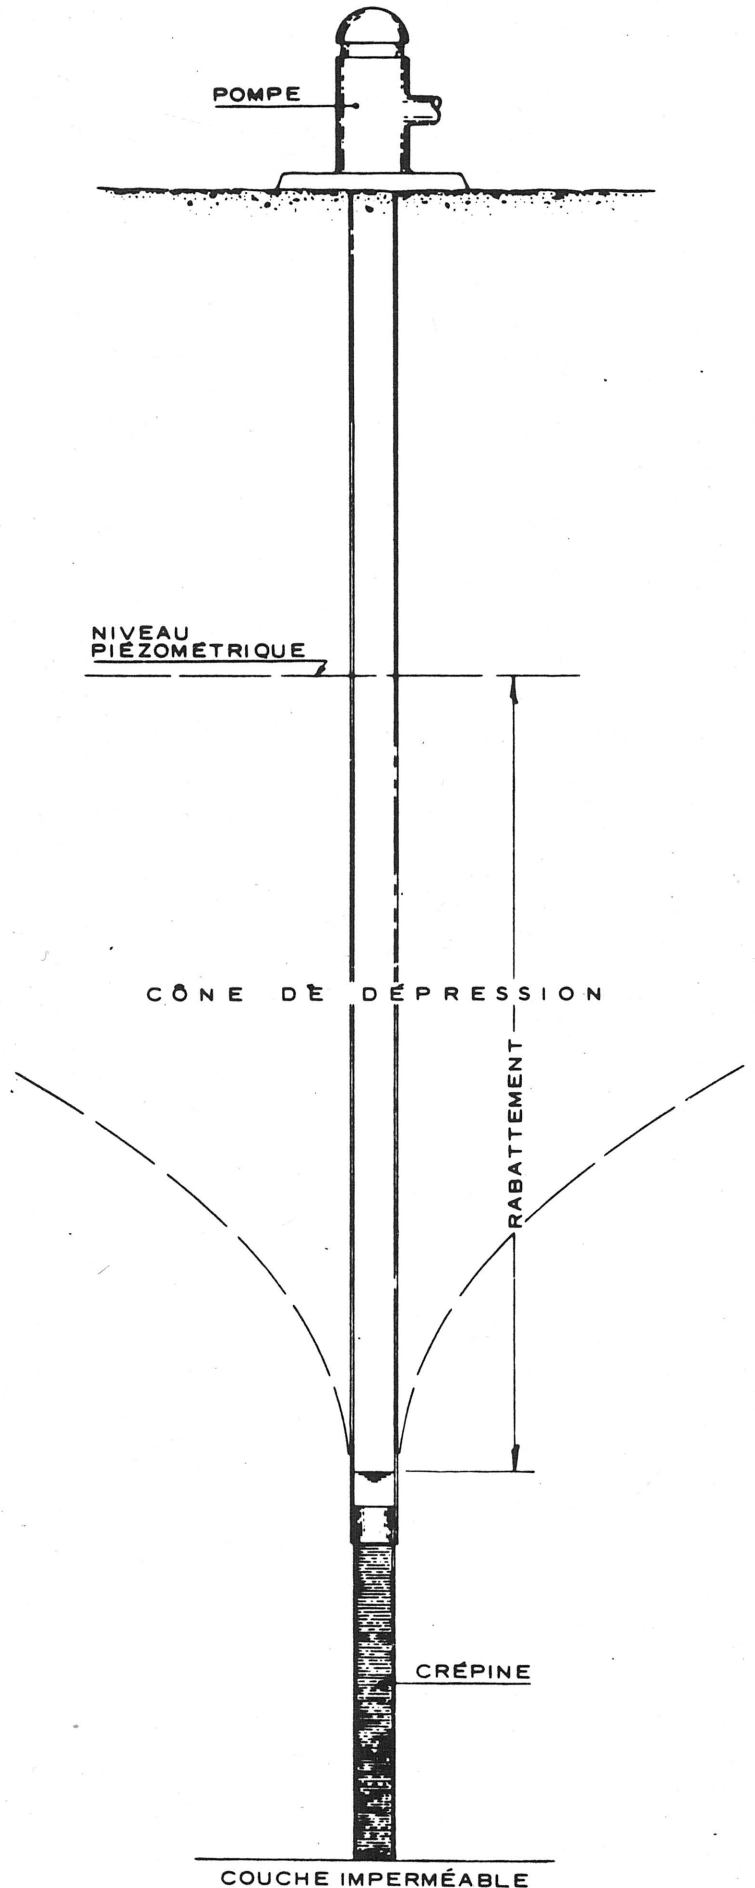 POMPE
NIVEAU
PIÉZOMÉTRIQUE
CÔNE DE DÉPRESSION
RABATTEMENT
CRÉPINE
COUCHE IMPERMÉABLE